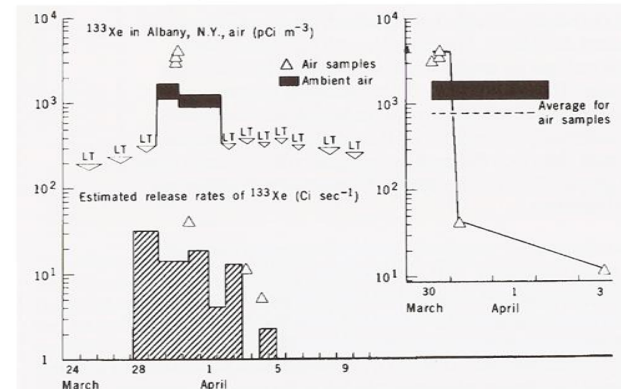 10⁴
¹³³Xe in Albany, N.Y., air (pCi m⁻³)
Air samples
Ambient air
10³
LT LT LT LT LT LT LT LT LT LT
10²
Estimated release rates of ¹³³Xe (Ci sec⁻¹)
10¹
1
24 28 1 5 9
March April
10⁴
10³
Average for
air samples
10²
10¹
30 1 3
March April